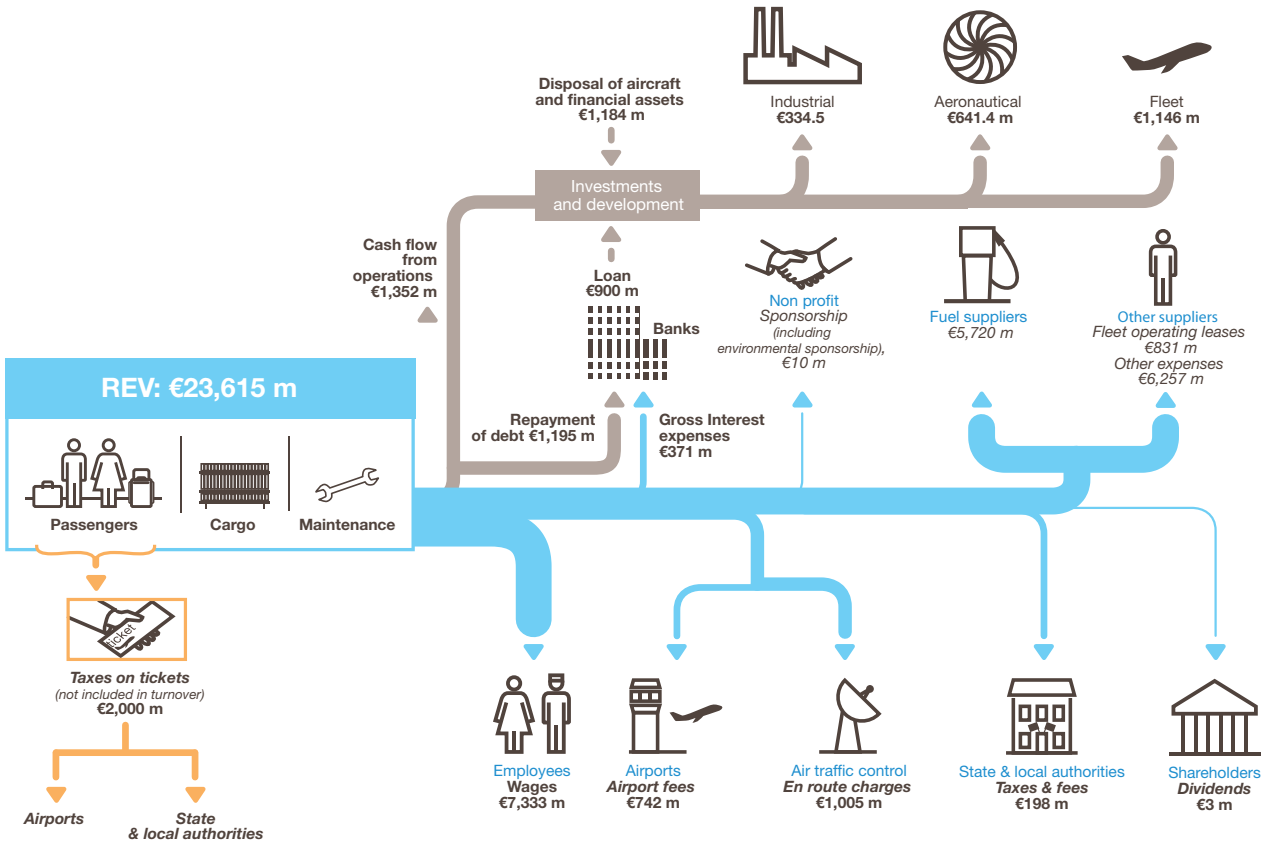 Disposal of aircraft
and financial assets
€1,184 m
Industrial
€334.5
Aeronautical
€641.4 m
Fleet
€1,146 m
Investments
and development
Cash flow
from
operations
€1,352 m
Loan
€900 m
Banks
Non profit
Sponsorship
(including
environmental sponsorship),
€10 m
Fuel suppliers
€5,720 m
Other suppliers
Fleet operating leases
€831 m
Other expenses
€6,257 m
REV: €23,615 m
Repayment
of debt €1,195 m
Gross Interest
expenses
€371 m
Passengers
Cargo
Maintenance
ticket
Taxes on tickets
(not included in turnover)
€2,000 m
Airports
State
& local authorities
Employees
Wages
€7,333 m
Airports
Airport fees
€742 m
Air traffic control
En route charges
€1,005 m
State & local authorities
Taxes & fees
€198 m
Shareholders
Dividends
€3 m